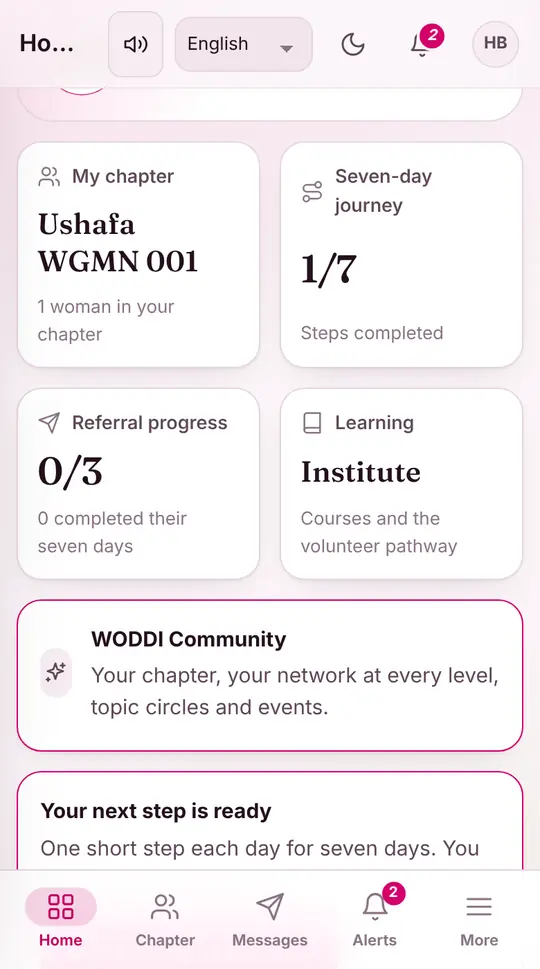 Ho...
English
2
HB
My chapter
Ushafa
WGMN 001
1 woman in your
chapter
Seven-day
journey
1/7
Steps completed
Referral progress
0/3
0 completed their
seven days
Learning
Institute
Courses and the
volunteer pathway
WODDI Community
Your chapter, your network at every level,
topic circles and events.
Your next step is ready
One short step each day for seven days. You
2
Home
Chapter
Messages
Alerts
More